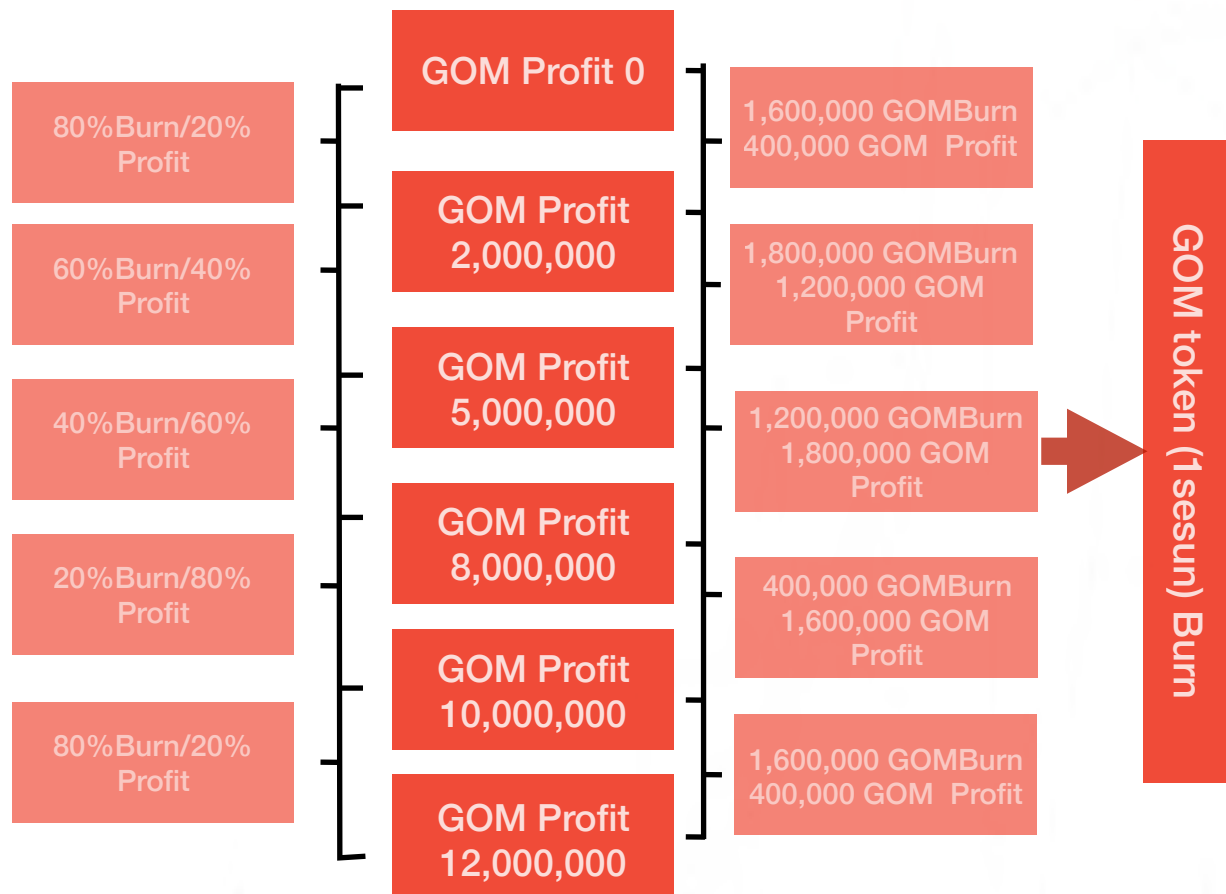 80%Burn/20%
Profit
60%Burn/40%
Profit
40%Burn/60%
Profit
20%Burn/80%
Profit
80%Burn/20%
Profit
GOM Profit 0
GOM Profit
2,000,000
GOM Profit
5,000,000
GOM Profit
8,000,000
GOM Profit
10,000,000
GOM Profit
12,000,000
1,600,000 GOMBurn
400,000 GOM  Profit
1,800,000 GOMBurn
1,200,000 GOM
Profit
1,200,000 GOMBurn
1,800,000 GOM
Profit
400,000 GOMBurn
1,600,000 GOM
Profit
1,600,000 GOMBurn
400,000 GOM  Profit
GOM token (1sesun) Burn